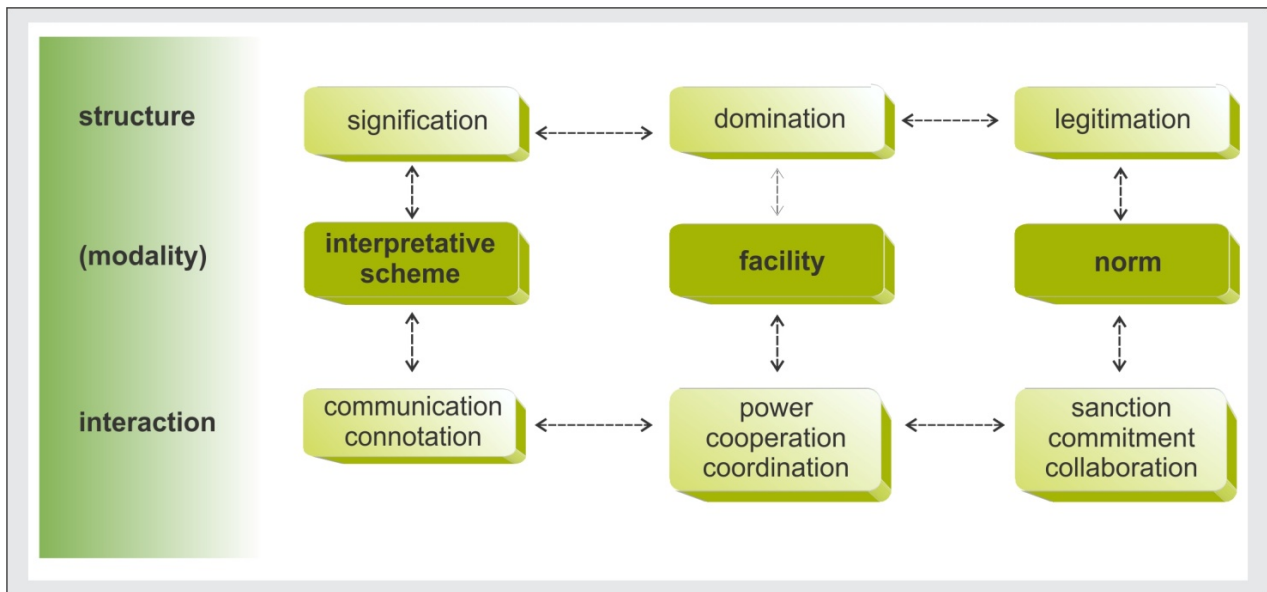 structure
signification
domination
legitimation
(modality)
interpretative
scheme
facility
norm
interaction
communication
connotation
power
cooperation
coordination
sanction
commitment
collaboration